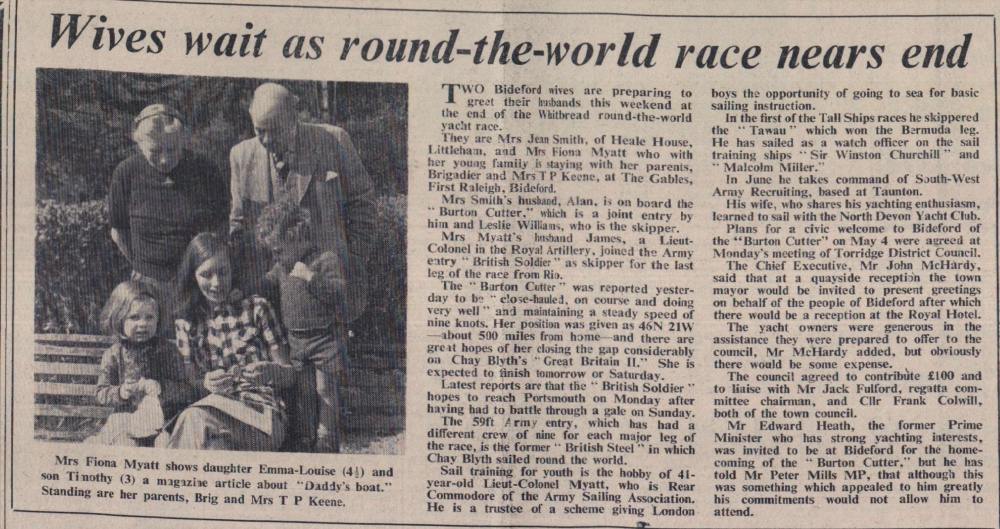 Wives wait as round-the-world race nears end
TWO Bideford wives are preparing to
greet their husbands this weekend at
the end of the Whitbread round-the-world
yacht race.
They are Mrs Jean Smith, of Heale House,
Littleham, and Mrs Fiona Myatt who with
her young family is staying with her parents,
Brigadier and Mrs T P Keene, at The Gables,
First Raleigh, Bideford.
Mrs Smith's husband, Alan, is on board the
"Burton Cutter," which is a joint entry by
him and Leslie Williams, who is the skipper.
Mrs Myatt's husband James, a Lieut-
Colonel in the Royal Artillery, joined the Army
entry "British Soldier" as skipper for the last
leg of the race from Rio.
The "Burton Cutter" was reported yester-
day to be "close-hauled, on course and doing
very well" and maintaining a steady speed of
nine knots. Her position was given as 46N 21W
—about 500 miles from home—and there are
great hopes of her closing the gap considerably
on Chay Blyth's "Great Britain II." She is
expected to finish tomorrow or Saturday.
Latest reports are that the "British Soldier"
hopes to reach Portsmouth on Monday after
having had to battle through a gale on Sunday.
The 59ft Army entry, which has had a
different crew of nine for each major leg of
the race, is the former "British Steel" in which
Chay Blyth sailed round the world.
Sail training for youth is the hobby of 41-
year-old Lieut-Colonel Myatt, who is Rear
Commodore of the Army Sailing Association.
He is a trustee of a scheme giving London
boys the opportunity of going to sea for basic
sailing instruction.
In the first of the Tall Ships races he skippered
the "Tawau" which won the Bermuda leg.
He has sailed as a watch officer on the sail
training ships "Sir Winston Churchill" and
"Malcolm Miller."
In June he takes command of South-West
Army Recruiting, based at Taunton.
His wife, who shares his yachting enthusiasm,
learned to sail with the North Devon Yacht Club.
Plans for a civic welcome to Bideford of
the "Burton Cutter" on May 4 were agreed at
Monday's meeting of Torridge District Council.
The Chief Executive, Mr John McHardy,
said that at a quayside reception the town
mayor would be invited to present greetings
on behalf of the people of Bideford after which
there would be a reception at the Royal Hotel.
The yacht owners were generous in the
assistance they were prepared to offer to the
council, Mr McHardy added, but obviously
there would be some expense.
The council agreed to contribute £100 and
to liaise with Mr Jack Fulford, regatta com-
mittee chairman, and Cllr Frank Colwill,
both of the town council.
Mr Edward Heath, the former Prime
Minister who has strong yachting interests,
was invited to be at Bideford for the home-
coming of the "Burton Cutter," but he has
told Mr Peter Mills MP, that although this
was something which appealed to him greatly
his commitments would not allow him to
attend.
Mrs Fiona Myatt shows daughter Emma-Louise (4½) and
son Timothy (3) a magazine article about "Daddy's boat."
Standing are her parents, Brig and Mrs T P Keene.